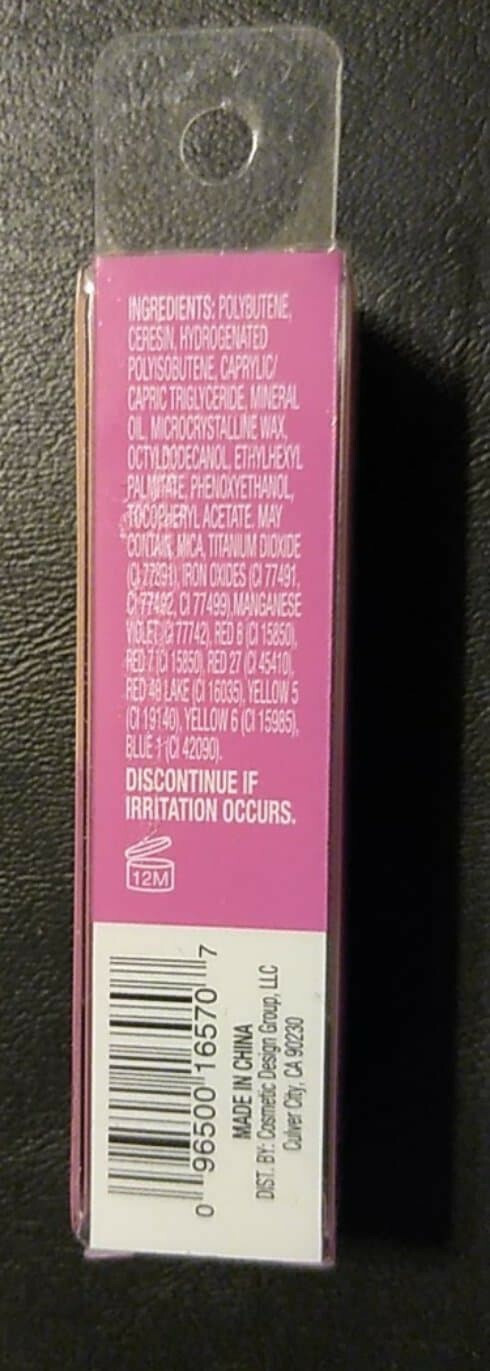 INGREDIENTS: POLYBUTENE,
CERESIN, HYDROGENATED
POLYISOBUTENE, CAPRYLIC/
CAPRIC TRIGLYCERIDE, MINERAL
OIL, MICROCRYSTALLINE WAX,
OCTYLDODECANOL, ETHYLHEXYL
PALMITATE, PHENOXYETHANOL,
TOCOPHERYL ACETATE. MAY
CONTAIN, MICA, TITANIUM DIOXIDE
(CI 77891), IRON OXIDES (CI 77491,
CI 77492, CI 77499),MANGANESE
VIOLET (CI 77742), RED 6 (CI 15850),
RED 7 (CI 15850), RED 27 (CI 45410),
RED 40 LAKE (CI 16035), YELLOW 5
(CI 19140), YELLOW 6 (CI 15985),
BLUE 1 (CI 42090).
DISCONTINUE IF
IRRITATION OCCURS.
12M
0 96500 16570 7
MADE IN CHINA
DIST. BY: Cosmetic Design Group, LLC
Culver City, CA 90230